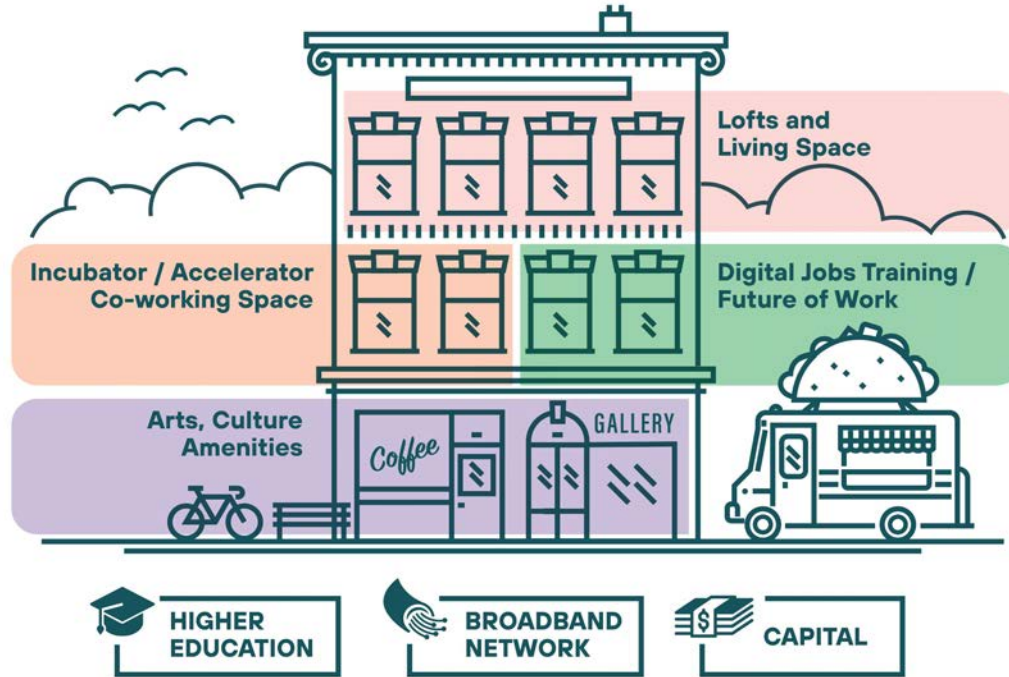 Lofts and
Living Space
Incubator / Accelerator
Co-working Space
Digital Jobs Training /
Future of Work
Arts, Culture
Amenities
Coffee
GALLERY
HIGHER
EDUCATION
BROADBAND
NETWORK
$
CAPITAL